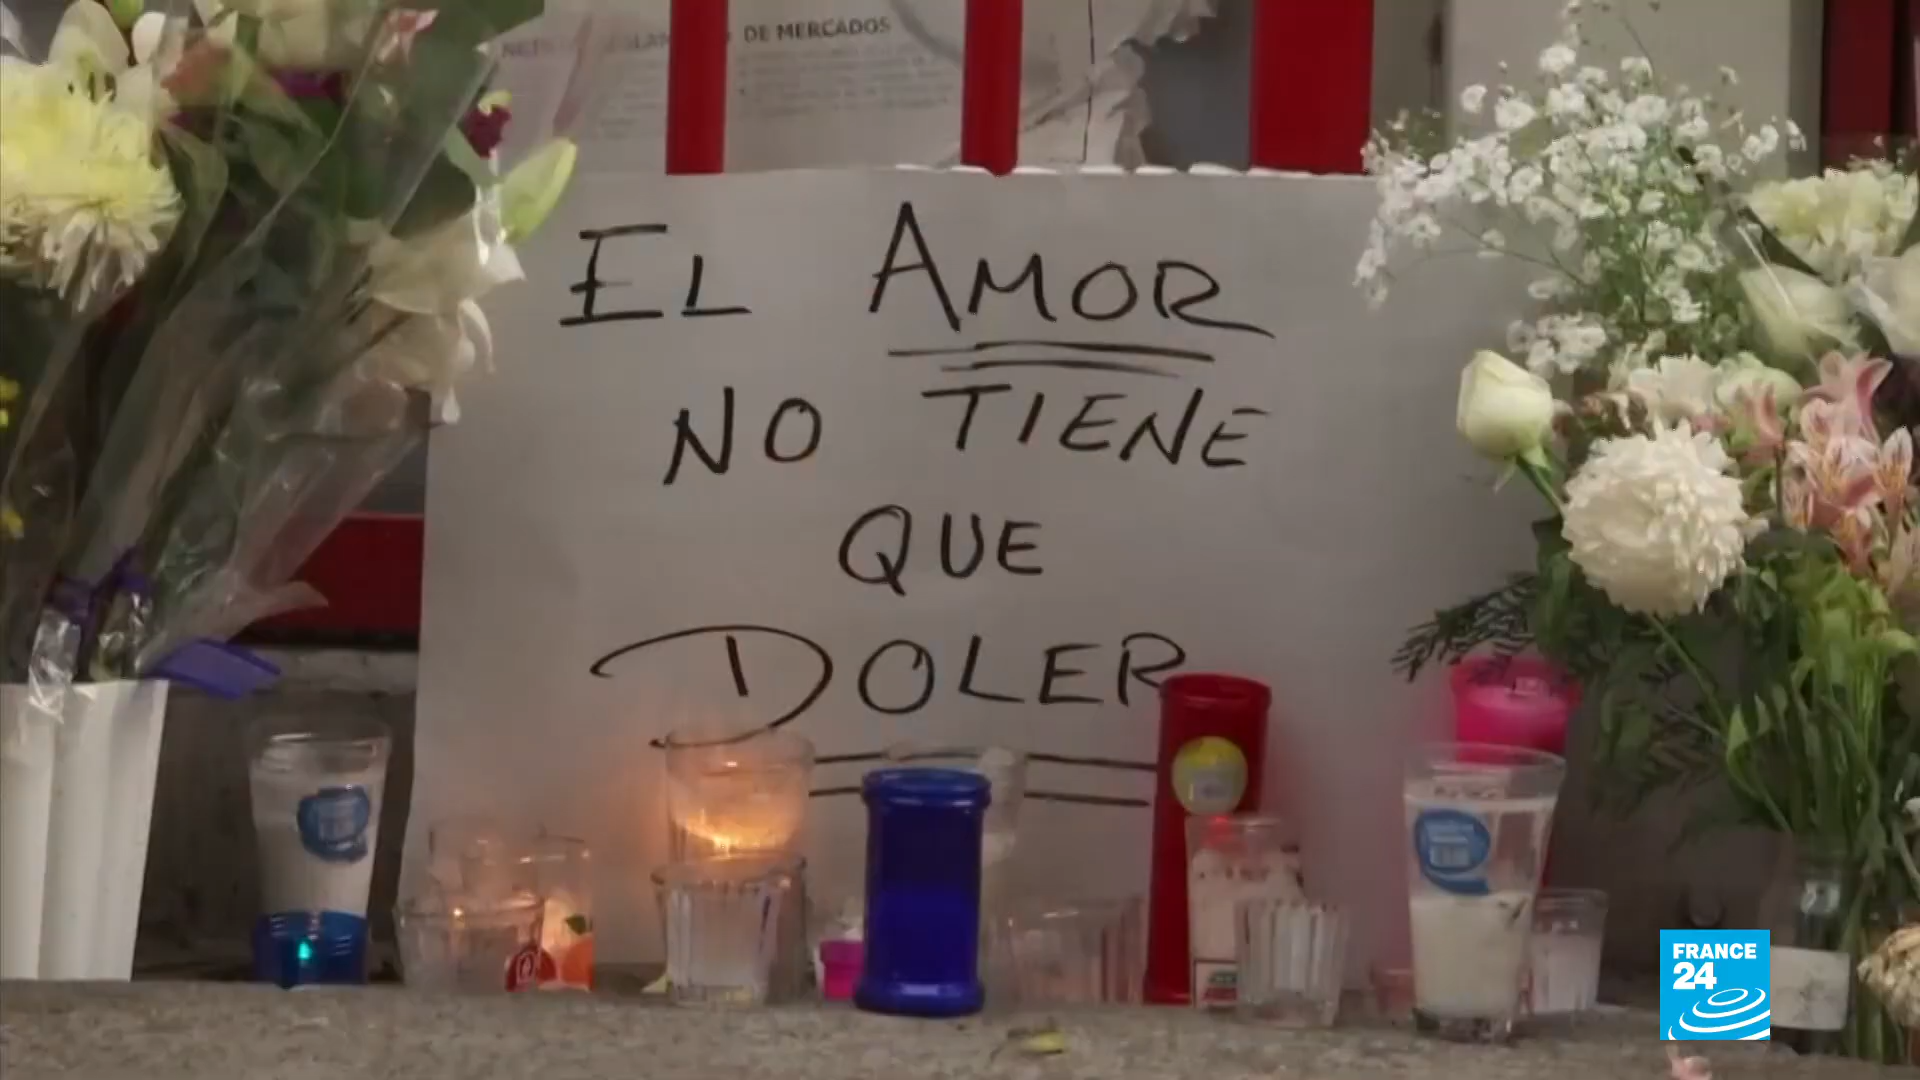 DE MERCADOS
EL AMOR
NO TIENE
QUE
DOLER
FRANCE
24